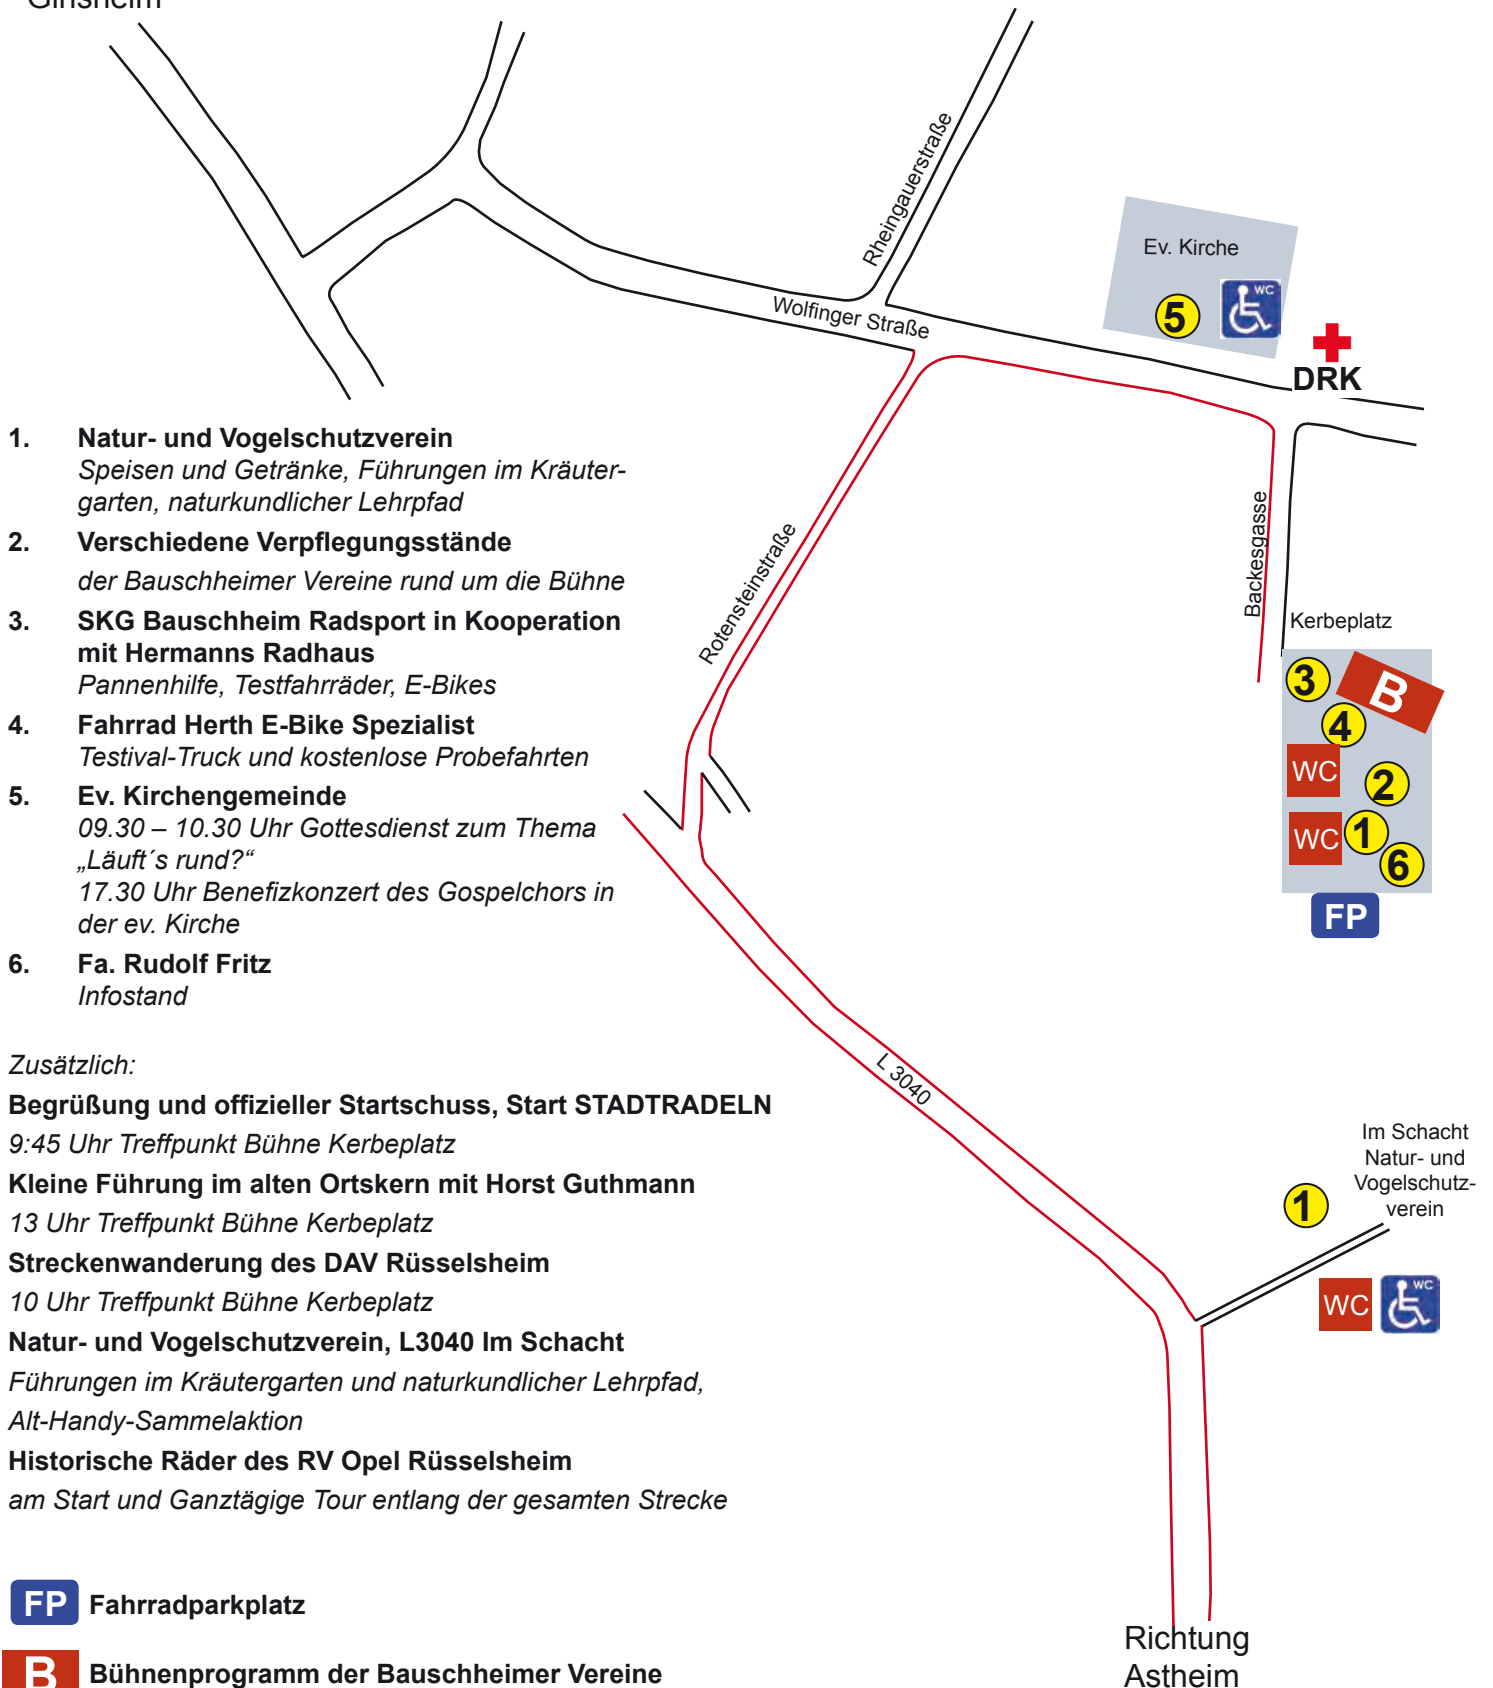 Ginsheim
Rheingauerstraße
Ev. Kirche
5
WC
Wolfinger Straße
DRK
1. Natur- und Vogelschutzverein
Speisen und Getränke, Führungen im Kräuter-
garten, naturkundlicher Lehrpfad
2. Verschiedene Verpflegungsstände
der Bauschheimer Vereine rund um die Bühne
3. SKG Bauschheim Radsport in Kooperation
mit Hermanns Radhaus
Pannenhilfe, Testfahrräder, E-Bikes
4. Fahrrad Herth E-Bike Spezialist
Testival-Truck und kostenlose Probefahrten
5. Ev. Kirchengemeinde
09.30 – 10.30 Uhr Gottesdienst zum Thema
„Läuft´s rund?“
17.30 Uhr Benefizkonzert des Gospelchors in
der ev. Kirche
6. Fa. Rudolf Fritz
Infostand
Rotensteinstraße
Backesgasse
Kerbeplatz
3
B
4
WC
2
WC
1
6
FP
Zusätzlich:
Begrüßung und offizieller Startschuss, Start STADTRADELN
9:45 Uhr Treffpunkt Bühne Kerbeplatz
Kleine Führung im alten Ortskern mit Horst Guthmann
13 Uhr Treffpunkt Bühne Kerbeplatz
Streckenwanderung des DAV Rüsselsheim
10 Uhr Treffpunkt Bühne Kerbeplatz
Natur- und Vogelschutzverein, L3040 Im Schacht
Führungen im Kräutergarten und naturkundlicher Lehrpfad,
Alt-Handy-Sammelaktion
Historische Räder des RV Opel Rüsselsheim
am Start und Ganztägige Tour entlang der gesamten Strecke
L 3040
Im Schacht
Natur- und
Vogelschutz-
verein
1
WC
WC
FP Fahrradparkplatz
B Bühnenprogramm der Bauschheimer Vereine
Richtung
Astheim